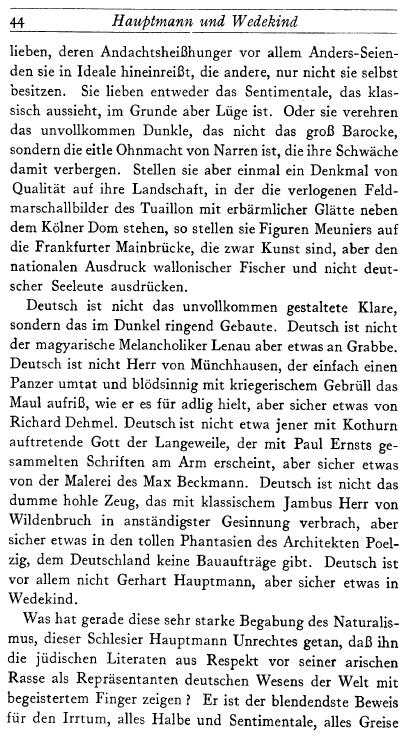 44 Hauptmann und Wedekind
lieben, deren Andachtsheißhunger vor allem Anders-Seien-
den sie in Ideale hineinreißt, die andere, nur nicht sie selbst
besitzen. Sie lieben entweder das Sentimentale, das klas-
sisch aussieht, im Grunde aber Lüge ist. Oder sie verehren
das unvollkommen Dunkle, das nicht das groß Barocke,
sondern die eitle Ohnmacht von Narren ist, die ihre Schwäche
damit verbergen. Stellen sie aber einmal ein Denkmal von
Qualität auf ihre Landschaft, in der die verlogenen Feld-
marschallbilder des Tuaillon mit erbärmlicher Glätte neben
dem Kölner Dom stehen, so stellen sie Figuren Meuniers auf
die Frankfurter Mainbrücke, die zwar Kunst sind, aber den
nationalen Ausdruck wallonischer Fischer und nicht deut-
scher Seeleute ausdrücken.
Deutsch ist nicht das unvollkommen gestaltete Klare,
sondern das im Dunkel ringend Gebaute. Deutsch ist nicht
der magyarische Melancholiker Lenau aber etwas an Grabbe.
Deutsch ist nicht Herr von Münchhausen, der einfach einen
Panzer umtat und blödsinnig mit kriegerischem Gebrüll das
Maul aufriß, wie er es für adlig hielt, aber sicher etwas von
Richard Dehmel. Deutsch ist nicht etwa jener mit Kothurn
auftretende Gott der Langeweile, der mit Paul Ernsts ge-
sammelten Schriften am Arm erscheint, aber sicher etwas
von der Malerei des Max Beckmann. Deutsch ist nicht das
dumme hohle Zeug, das mit klassischem Jambus Herr von
Wildenbruch in anständigster Gesinnung verbrach, aber
sicher etwas in den tollen Phantasien des Architekten Poel-
zig, dem Deutschland keine Bauaufträge gibt. Deutsch ist
vor allem nicht Gerhart Hauptmann, aber sicher etwas in
Wedekind.
Was hat gerade diese sehr starke Begabung des Naturalis-
mus, dieser Schlesier Hauptmann Unrechtes getan, daß ihn
die jüdischen Literaten aus Respekt vor seiner arischen
Rasse als Repräsentanten deutschen Wesens der Welt mit
begeistertem Finger zeigen? Er ist der blendendste Beweis
für den Irrtum, alles Halbe und Sentimentale, alles Greise